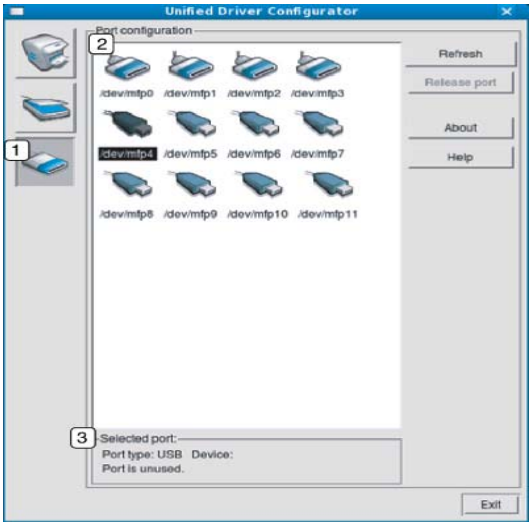 Unified Driver Configurator
Port configuration
2
/dev/mfp0 /dev/mfp1 /dev/mfp2 /dev/mfp3
Refresh
Release port
1
/dev/mfp4 /dev/mfp5 /dev/mfp6 /dev/mfp7
About
Help
/dev/mfp8 /dev/mfp9 /dev/mfp10 /dev/mfp11
3
Selected port:
Port type: USB Device:
Port is unused.
Exit